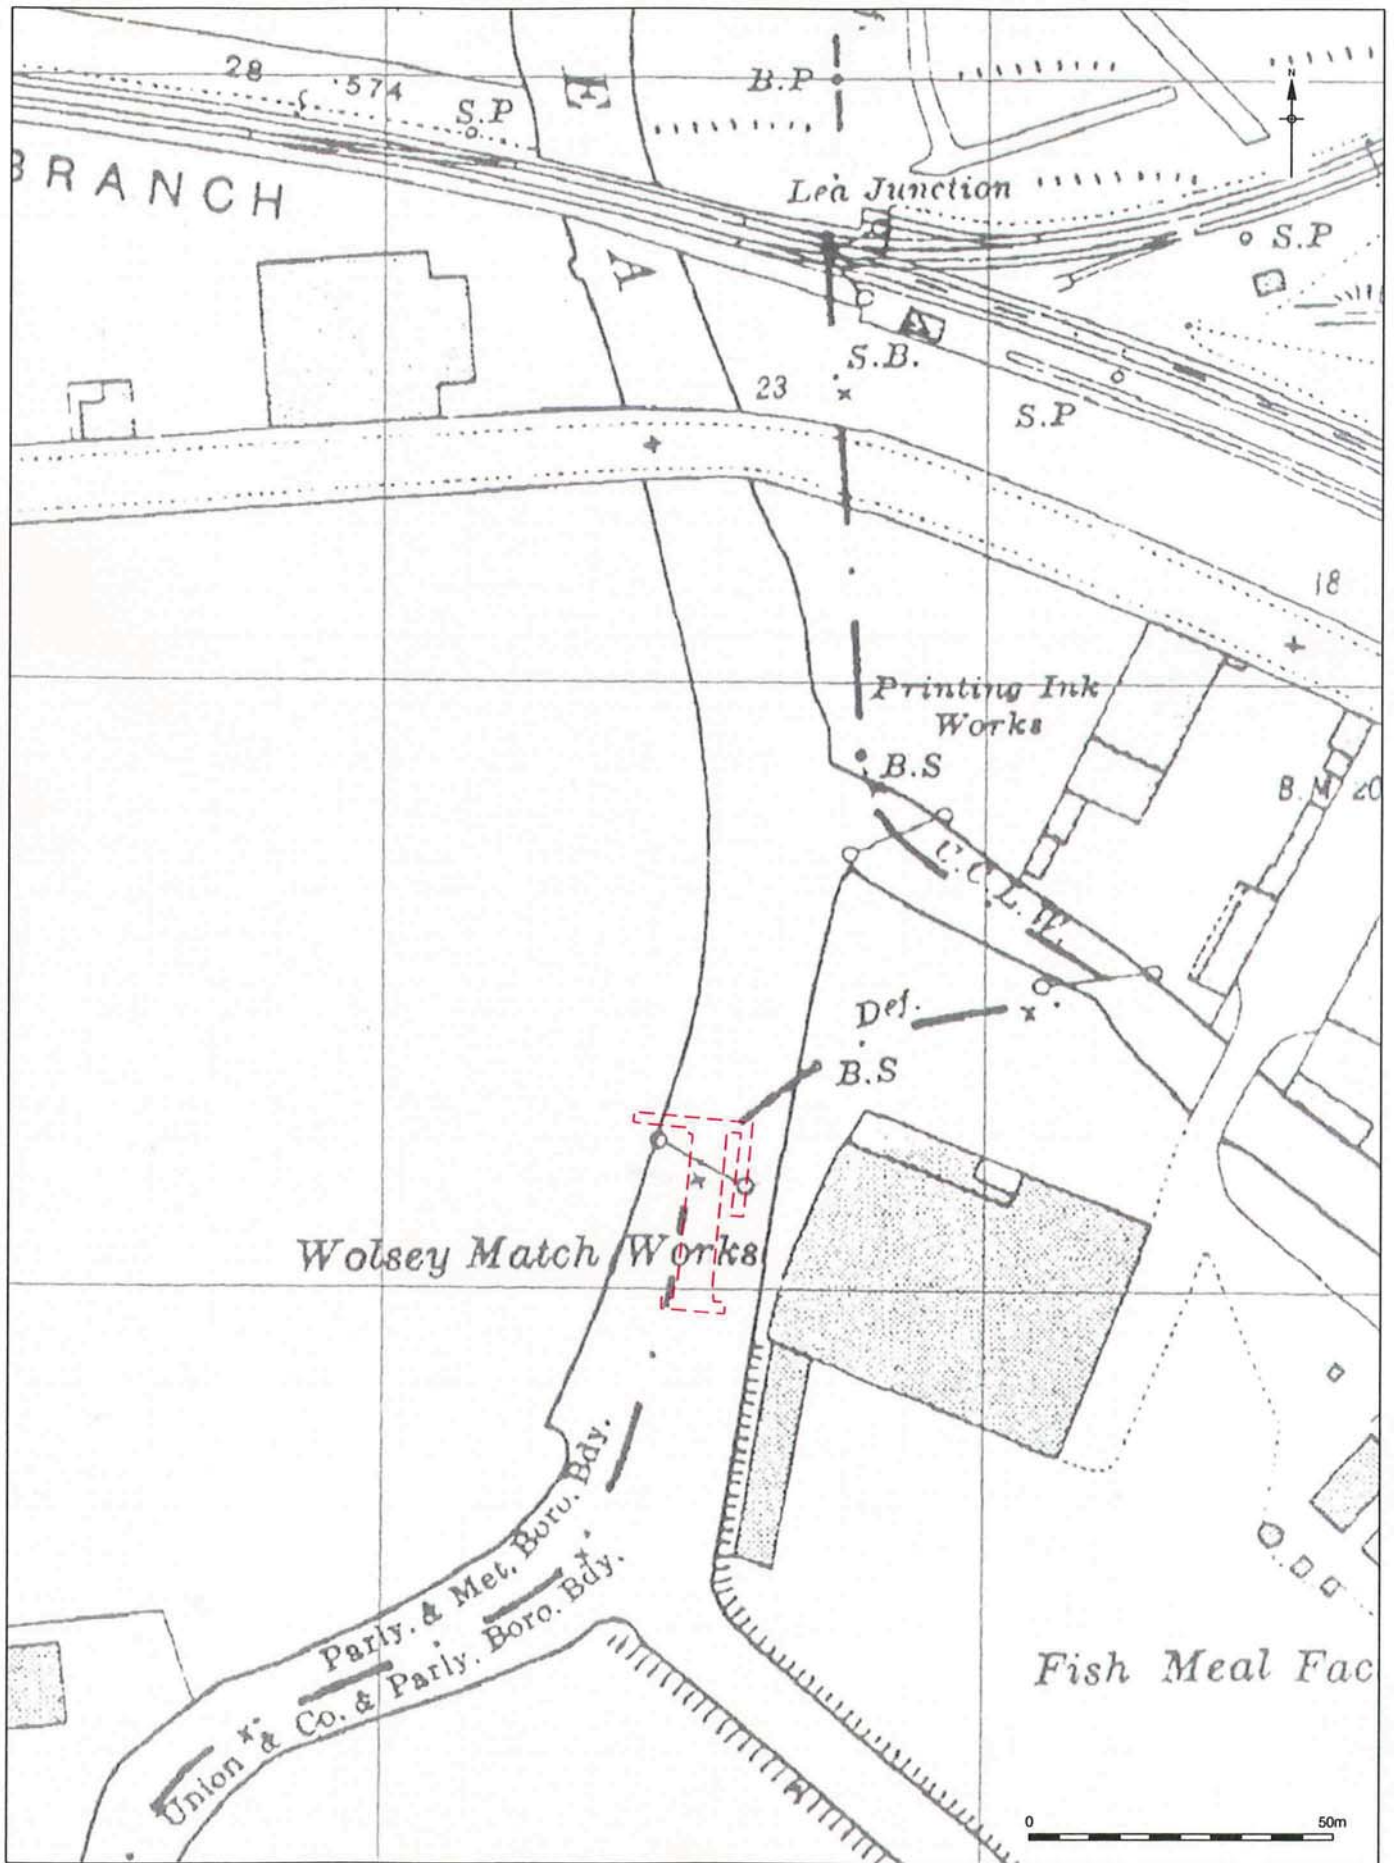 N
28
·574
S.P
B.P
E
BRANCH
Lea Junction
S.P
A
S.B.
23
S.P
18
Printing Ink
Works
B.S
B.M 20
C.C.L.W.
Def.
B.S
Wolsey Match Works
Parly. & Met. Boro. Bdy.
Union & Co. & Parly. Boro. Bdy.
Fish Meal Fac
0 50m